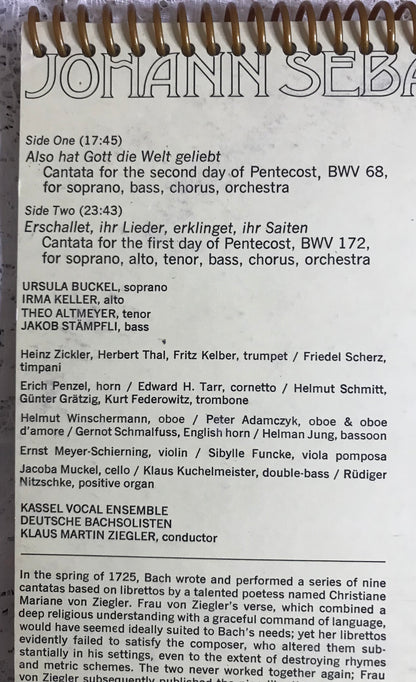 JOHANN SEBA
Side One (17:45)
Also hat Gott die Welt geliebt
Cantata for the second day of Pentecost, BWV 68,
for soprano, bass, chorus, orchestra
Side Two (23:43)
Erschallet, ihr Lieder, erklinget, ihr Saiten
Cantata for the first day of Pentecost, BWV 172,
for soprano, alto, tenor, bass, chorus, orchestra
URSULA BUCKEL, soprano
IRMA KELLER, alto
THEO ALTMEYER, tenor
JAKOB STÄMPFLI, bass
Heinz Zickler, Herbert Thal, Fritz Kelber, trumpet / Friedel Scherz,
timpani
Erich Penzel, horn / Edward H. Tarr, cornetto / Helmut Schmitt,
Günter Grätzig, Kurt Federowitz, trombone
Helmut Winschermann, oboe / Peter Adamczyk, oboe & oboe
d'amore / Gernot Schmalfuss, English horn / Helman Jung, bassoon
Ernst Meyer-Schierning, violin / Sibylle Funcke, viola pomposa
Jacoba Muckel, cello / Klaus Kuchelmeister, double-bass / Rüdiger
Nitzschke, positive organ
KASSEL VOCAL ENSEMBLE
DEUTSCHE BACHSOLISTEN
KLAUS MARTIN ZIEGLER, conductor
In the spring of 1725, Bach wrote and performed a series of nine
cantatas based on librettos by a talented poetess named Christiane
Mariane von Ziegler. Frau von Ziegler's verse, which combined a
deep religious understanding with a graceful command of language,
would have seemed ideally suited to Bach's needs; yet her librettos
evidently failed to satisfy the composer, who altered them sub-
stantially in his settings, even to the extent of destroying rhymes
and metric schemes. The two never worked together again; Frau
von Ziegler subsequently published the